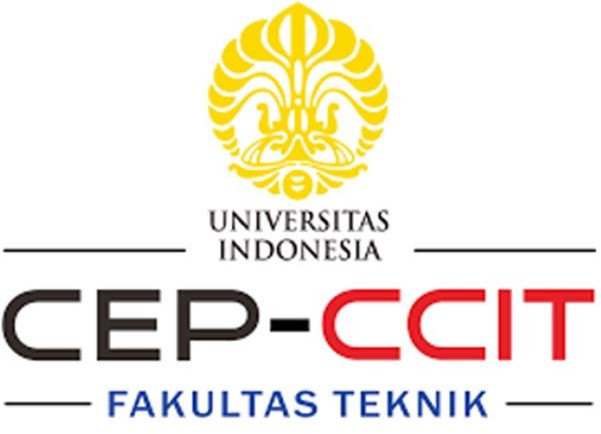 UNIVERSITAS
INDONESIA
CEP-CCIT
FAKULTAS TEKNIK